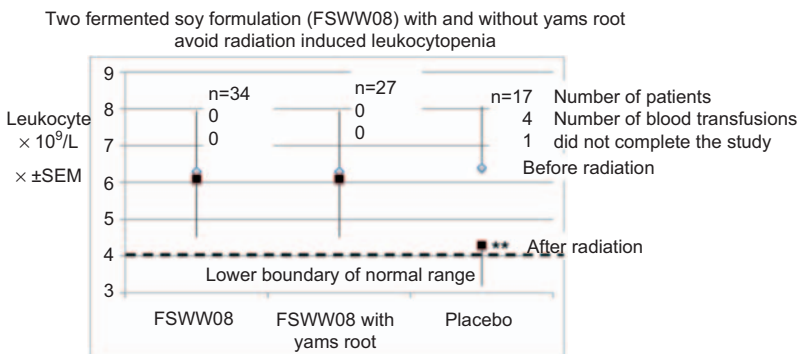 Two fermented soy formulation (FSWW08) with and without yams root
avoid radiation induced leukocytopenia
9
8
7
6
5
4
3
Leukocyte
× 10⁹/L
× ±SEM
n=34
0
0
n=27
0
0
n=17 Number of patients
4 Number of blood transfusions
1 did not complete the study
Before radiation
** After radiation
Lower boundary of normal range
FSWW08
FSWW08 with
yams root
Placebo